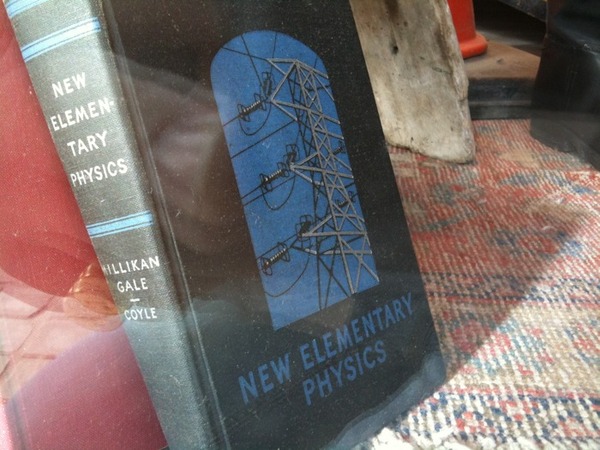 NEW
ELEMEN-
TARY
PHYSICS
MILLIKAN
GALE
COYLE
NEW ELEMENTARY
PHYSICS